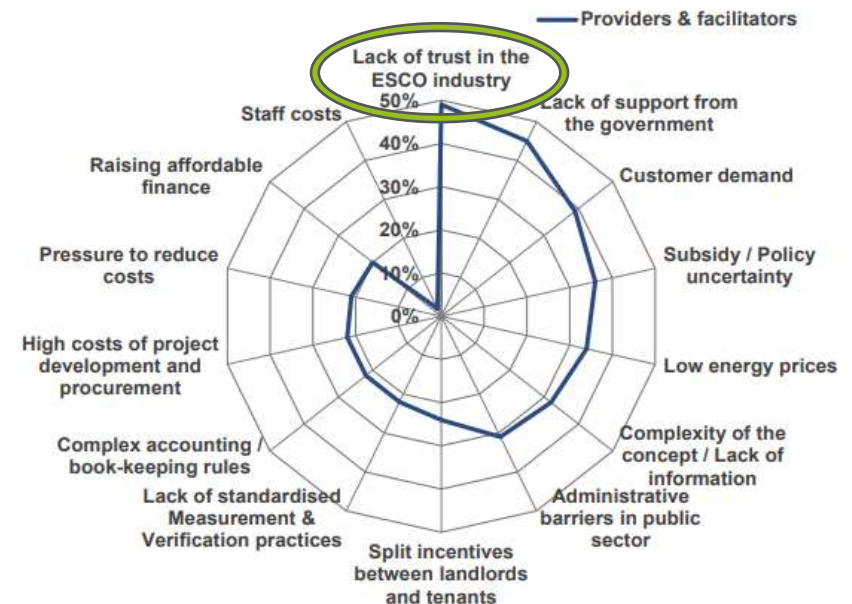 Providers & facilitators
Lack of trust in the
ESCO industry
Lack of support from
the government
Customer demand
Subsidy / Policy
uncertainty
Low energy prices
Complexity of the
concept / Lack of
information
Administrative
barriers in public
sector
Split incentives
between landlords
and tenants
Lack of standardised
Measurement &
Verification practices
Complex accounting /
book-keeping rules
High costs of project
development and
procurement
Pressure to reduce
costs
Raising affordable
finance
Staff costs
50%
40%
30%
20%
10%
0%